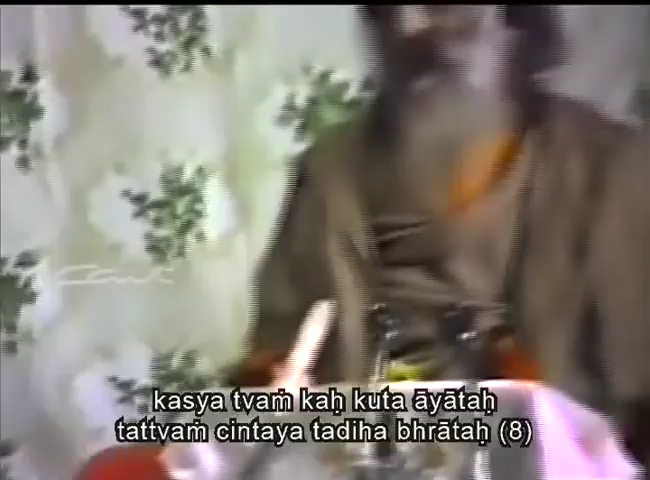 kasya tvaṁ kaḥ kuta āyātaḥ
tattvaṁ cintaya tadiha bhrātaḥ (8)